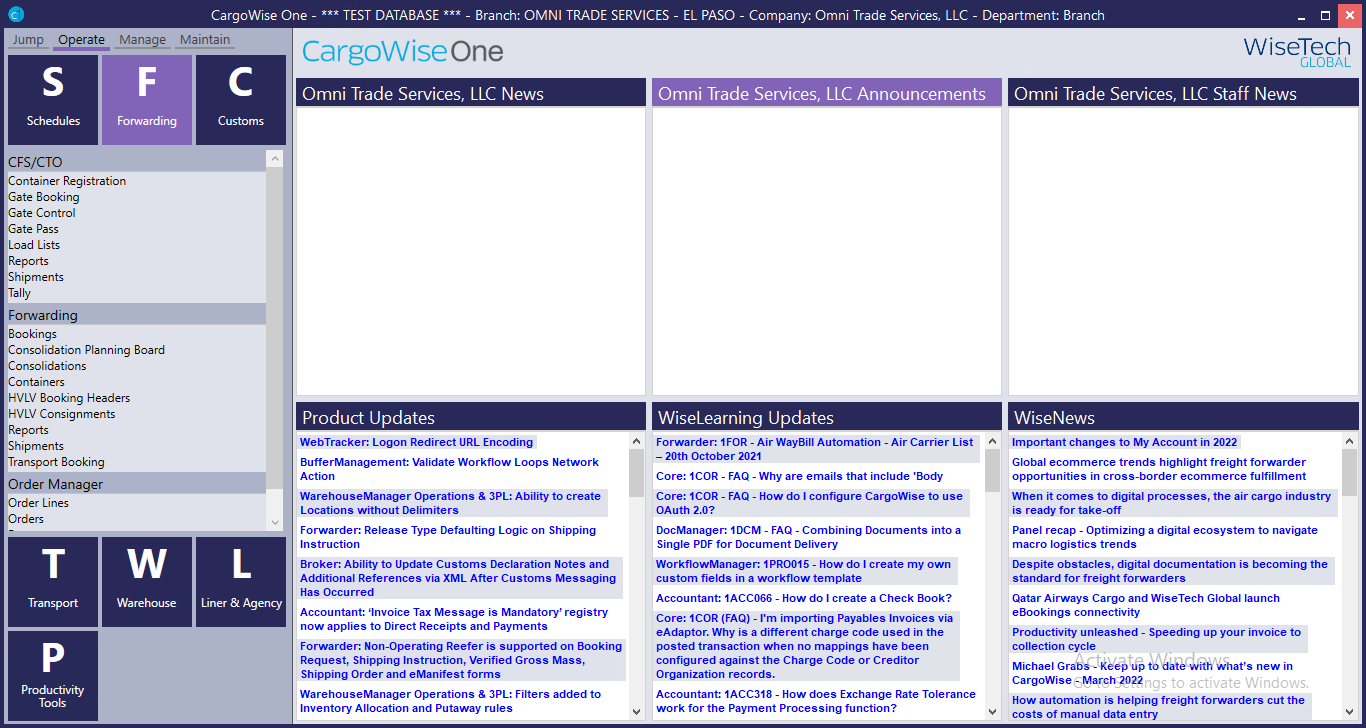 CargoWise One - *** TEST DATABASE *** - Branch: OMNI TRADE SERVICES - EL PASO - Company: Omni Trade Services, LLC - Department: Branch
Jump Operate Manage Maintain
S
Schedules
F
Forwarding
C
Customs
CFS/CTO
Container Registration
Gate Booking
Gate Control
Gate Pass
Load Lists
Reports
Shipments
Tally
Forwarding
Bookings
Consolidation Planning Board
Consolidations
Containers
HVLV Booking Headers
HVLV Consignments
Reports
Shipments
Transport Booking
Order Manager
Order Lines
Orders
T
Transport
W
Warehouse
L
Liner & Agency
P
Productivity
Tools
CargoWise One
WiseTech
GLOBAL
Omni Trade Services, LLC News
Omni Trade Services, LLC Announcements
Omni Trade Services, LLC Staff News
Product Updates
WebTracker: Logon Redirect URL Encoding
BufferManagement: Validate Workflow Loops Network
Action
WarehouseManager Operations & 3PL: Ability to create
Locations without Delimiters
Forwarder: Release Type Defaulting Logic on Shipping
Instruction
Broker: Ability to Update Customs Declaration Notes and
Additional References via XML After Customs Messaging
Has Occurred
Accountant: ‘Invoice Tax Message is Mandatory’ registry
now applies to Direct Receipts and Payments
Forwarder: Non-Operating Reefer is supported on Booking
Request, Shipping Instruction, Verified Gross Mass,
Shipping Order and eManifest forms
WarehouseManager Operations & 3PL: Filters added to
Inventory Allocation and Putaway rules
WiseLearning Updates
Forwarder: 1FOR - Air WayBill Automation - Air Carrier List
– 20th October 2021
Core: 1COR - FAQ - Why are emails that include 'Body
Core: 1COR - FAQ - How do I configure CargoWise to use
OAuth 2.0?
DocManager: 1DCM - FAQ - Combining Documents into a
Single PDF for Document Delivery
WorkflowManager: 1PRO015 - How do I create my own
custom fields in a workflow template
Accountant: 1ACC066 - How do I create a Check Book?
Core: 1COR (FAQ) - I'm importing Payables Invoices via
eAdaptor. Why is a different charge code used in the
posted transaction when no mappings have been
configured against the Charge Code or Creditor
Organization records.
Accountant: 1ACC318 - How does Exchange Rate Tolerance
work for the Payment Processing function?
WiseNews
Important changes to My Account in 2022
Global ecommerce trends highlight freight forwarder
opportunities in cross-border ecommerce fulfillment
When it comes to digital processes, the air cargo industry
is ready for take-off
Panel recap - Optimizing a digital ecosystem to navigate
macro logistics trends
Despite obstacles, digital documentation is becoming the
standard for freight forwarders
Qatar Airways Cargo and WiseTech Global launch
eBookings connectivity
Productivity unleashed - Speeding up your invoice to
collection cycle
Michael Grabs - Keep up to date with what's new in
CargoWise - March 2022
How automation is helping freight forwarders cut the
costs of manual data entry
Activate Windows
Go to Settings to activate Windows.